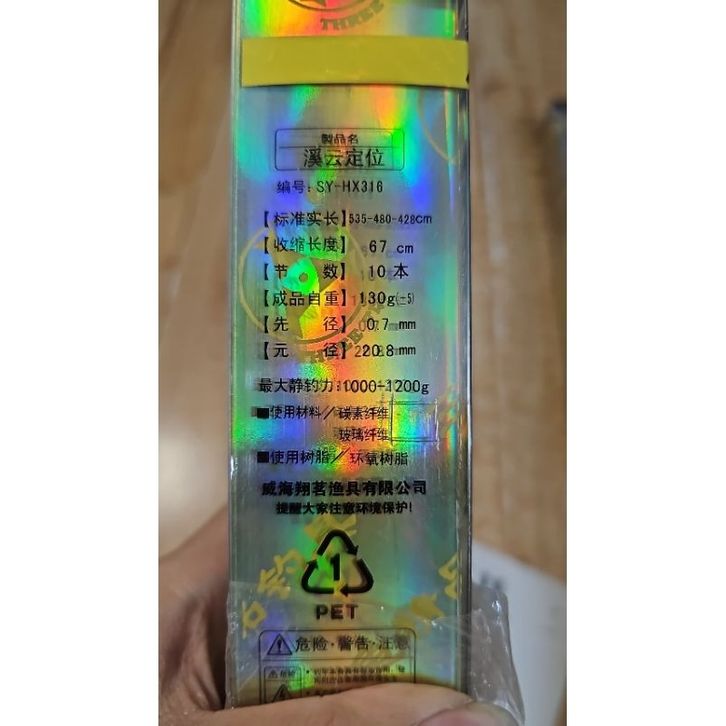 THREE
製品名
溪云定位
编号: SY-HX316
【标准实长】535-480-428cm
【收缩长度】67 cm
【节 数】10 本
【成品自重】130g(±5)
【先 径】0.7 mm
【元 径】20.8 mm
最大静钓力:1000-1200g
■使用材料/碳素纤维
玻璃纤维
■使用树脂/环氧树脂
威海翔茗渔具有限公司
提醒大家注意环境保护!
1
PET
危险·警告·注意